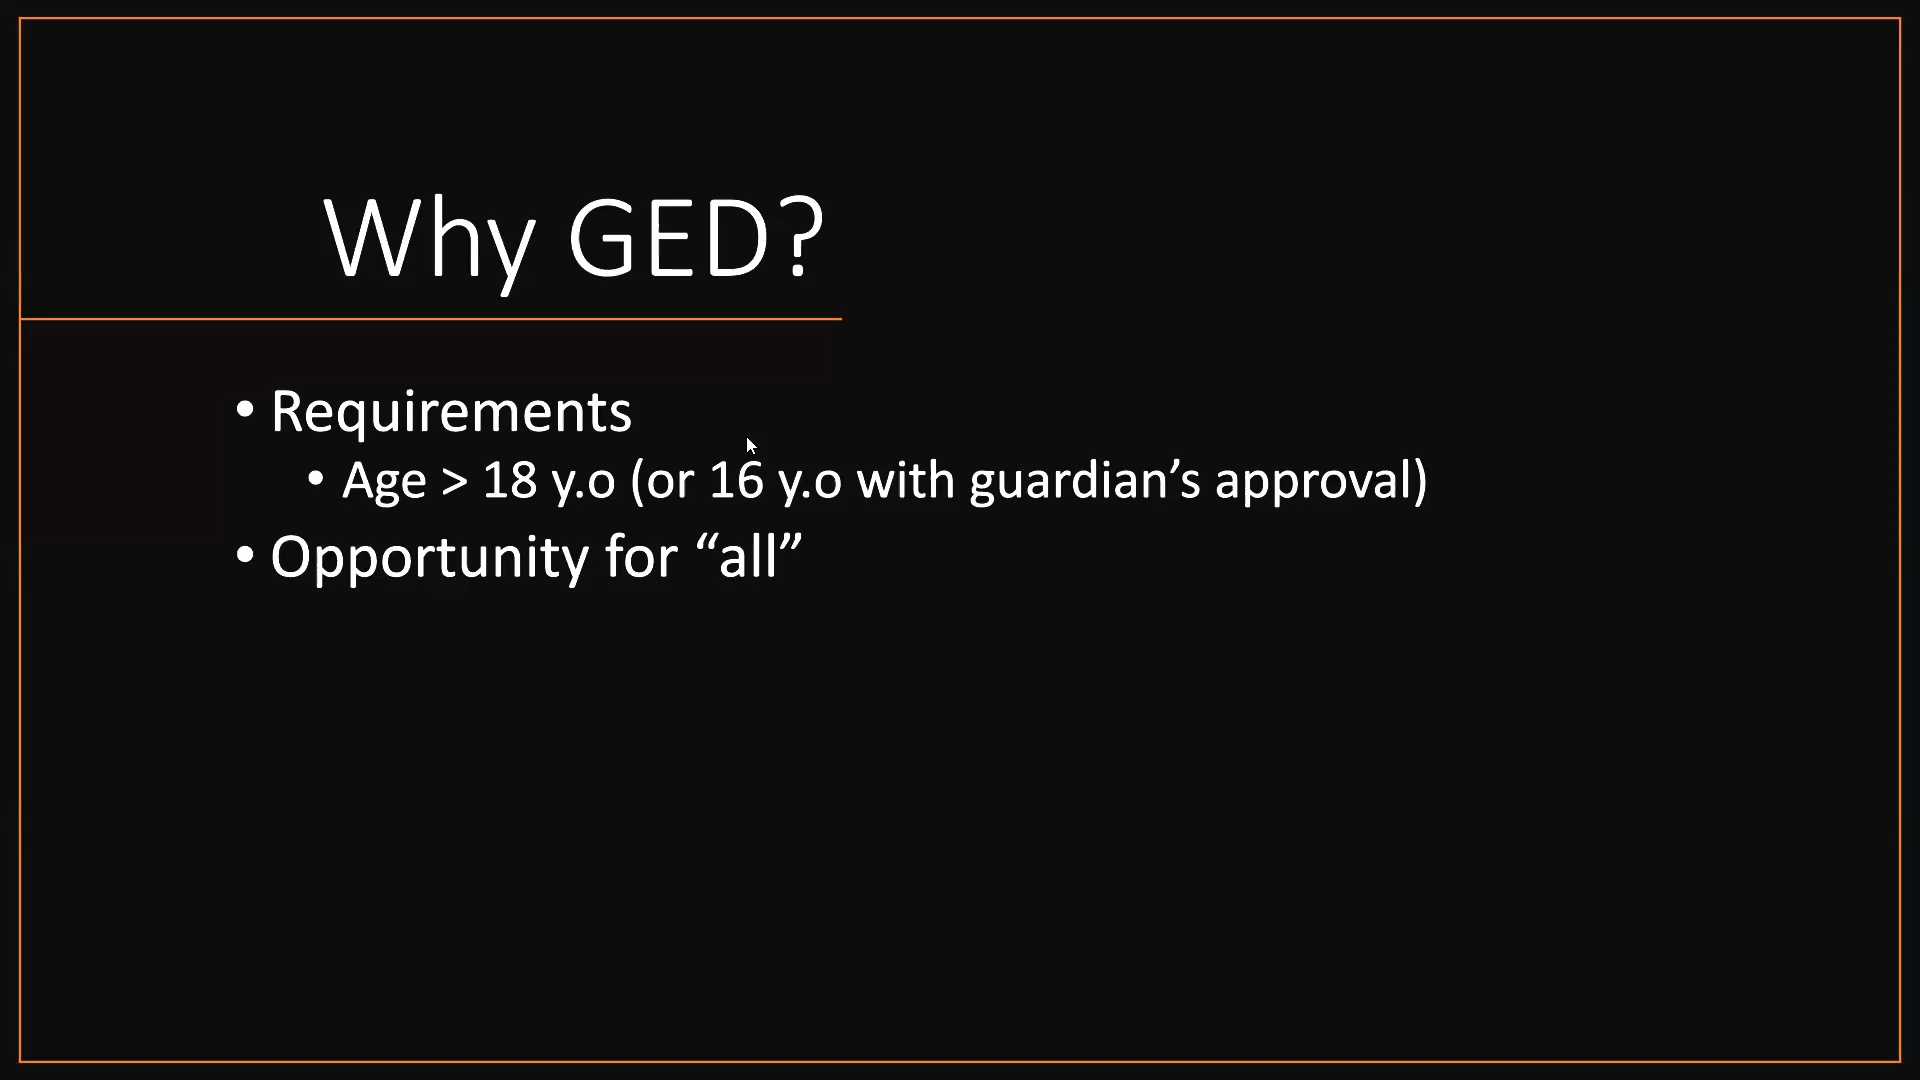 Why GED?
• Requirements
• Age > 18 y.o (or 16 y.o with guardian’s approval)
• Opportunity for “all”